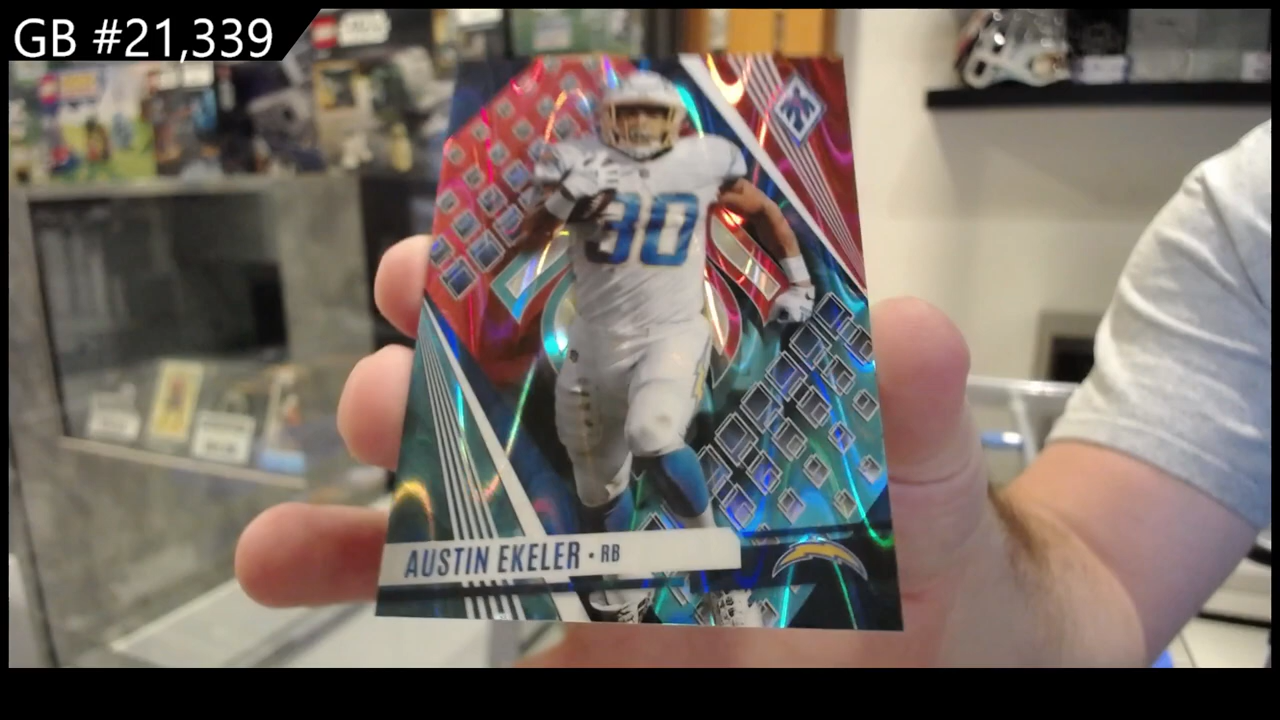 GB #21,339
30
AUSTIN EKELER • RB